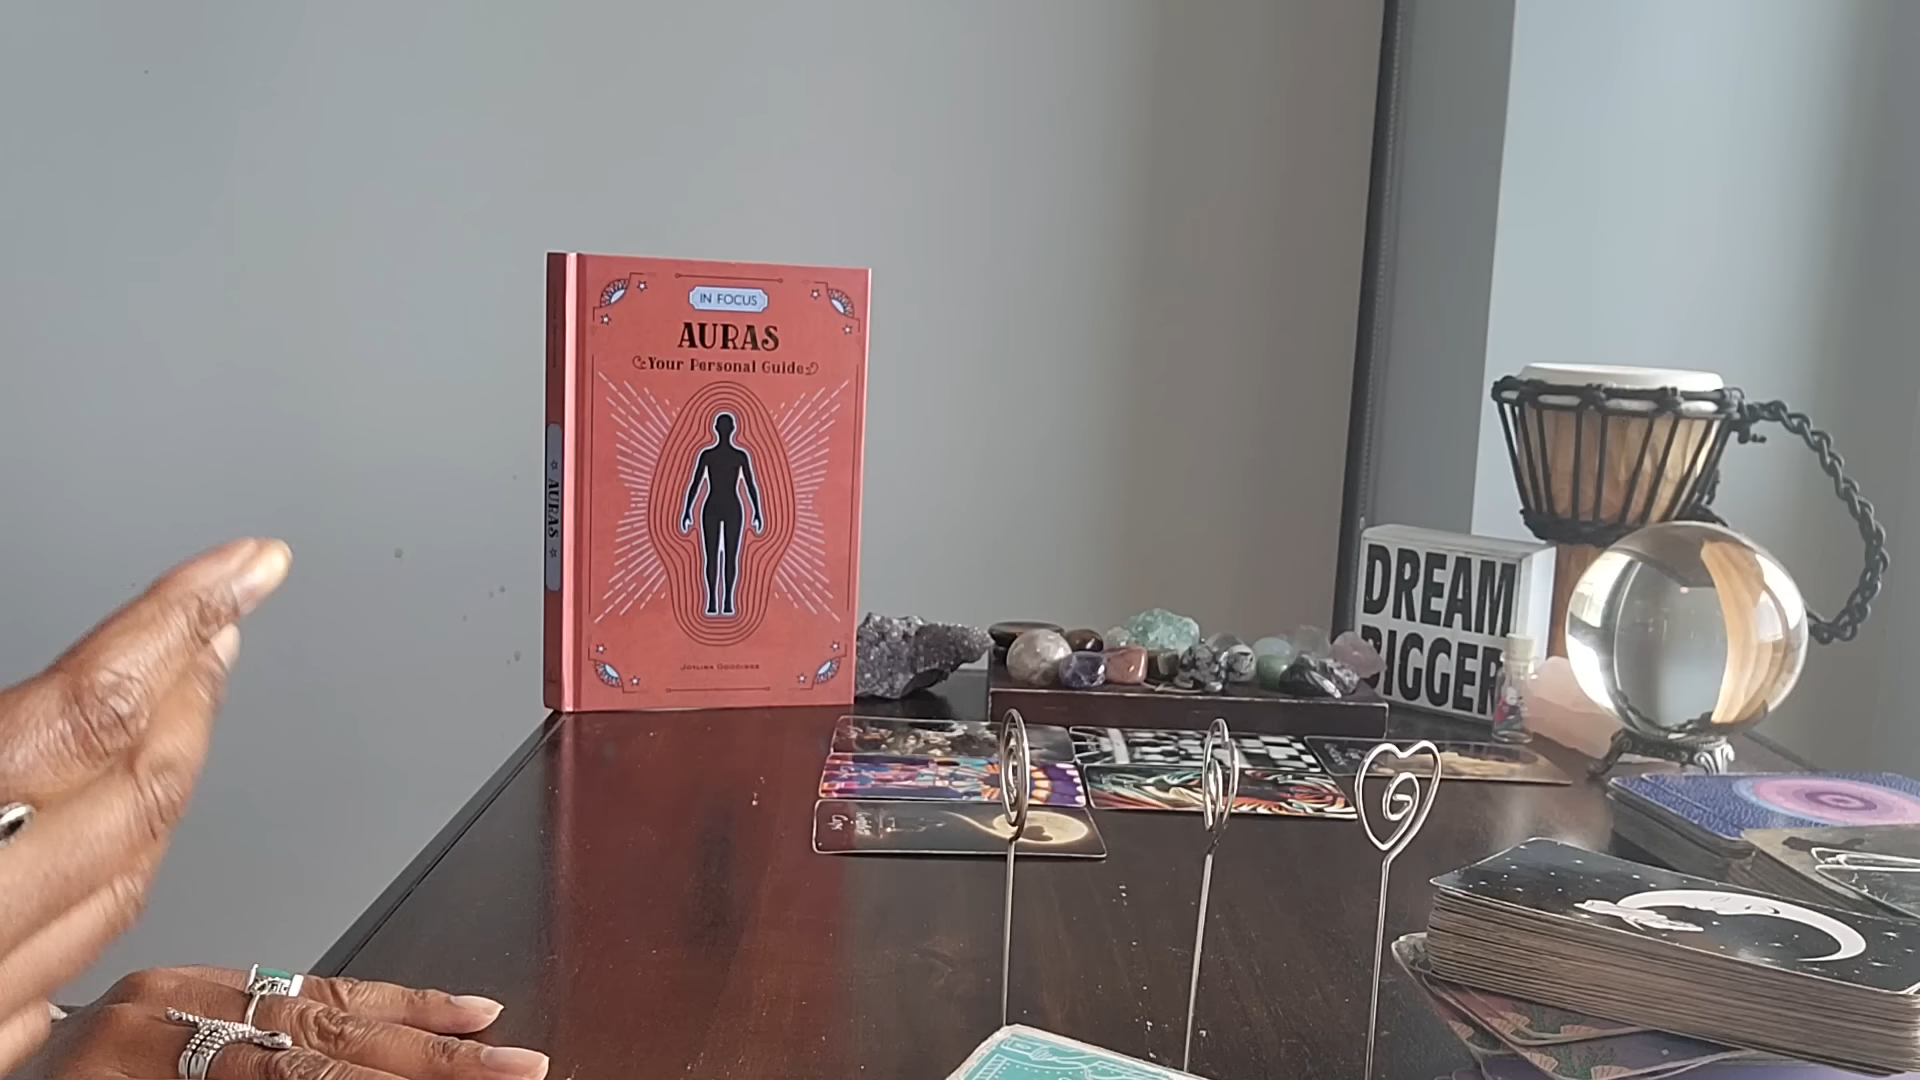 IN FOCUS
AURAS
Your Personal Guide
AURAS
DREAM
BIGGER